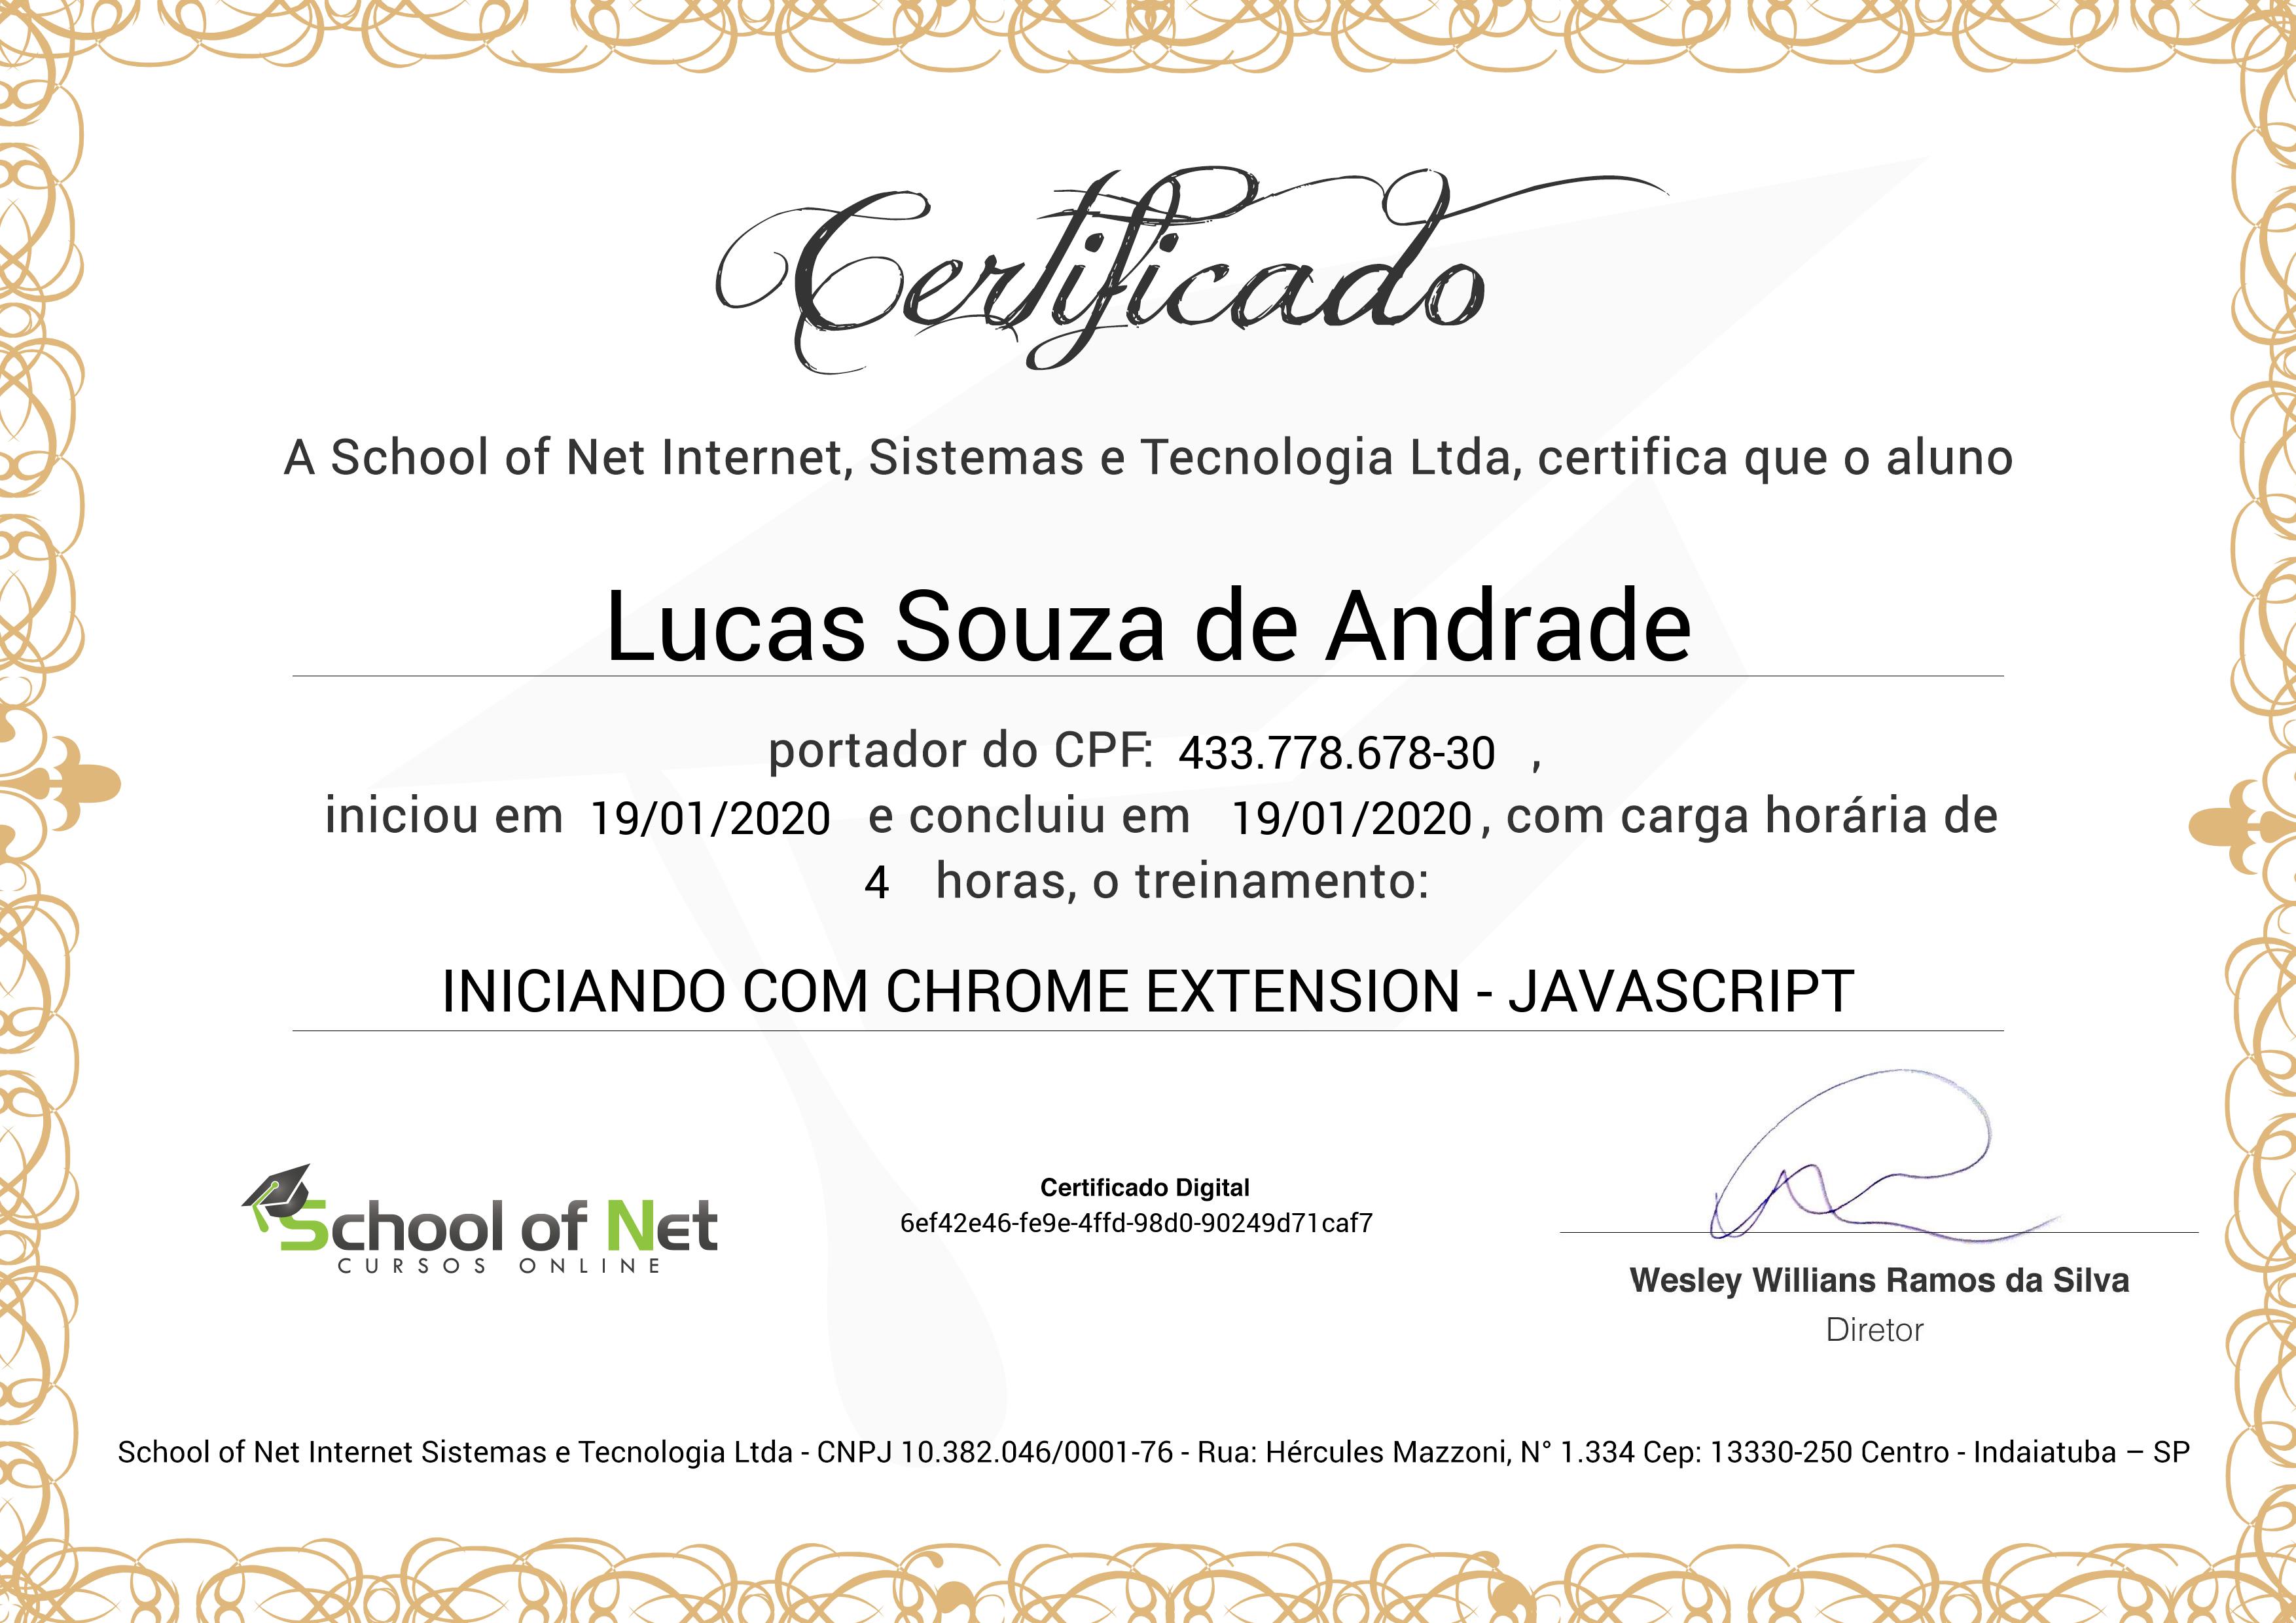 Certificado
A School of Net Internet, Sistemas e Tecnologia Ltda, certifica que o aluno
Lucas Souza de Andrade
portador do CPF: 433.778.678-30 ,
iniciou em 19/01/2020 e concluiu em 19/01/2020, com carga horária de
4 horas, o treinamento:
INICIANDO COM CHROME EXTENSION - JAVASCRIPT
School of Net
CURSOS ONLINE
Certificado Digital
6ef42e46-fe9e-4ffd-98d0-90249d71caf7
Wesley Willians Ramos da Silva
Diretor
School of Net Internet Sistemas e Tecnologia Ltda - CNPJ 10.382.046/0001-76 - Rua: Hércules Mazzoni, N° 1.334 Cep: 13330-250 Centro - Indaiatuba – SP